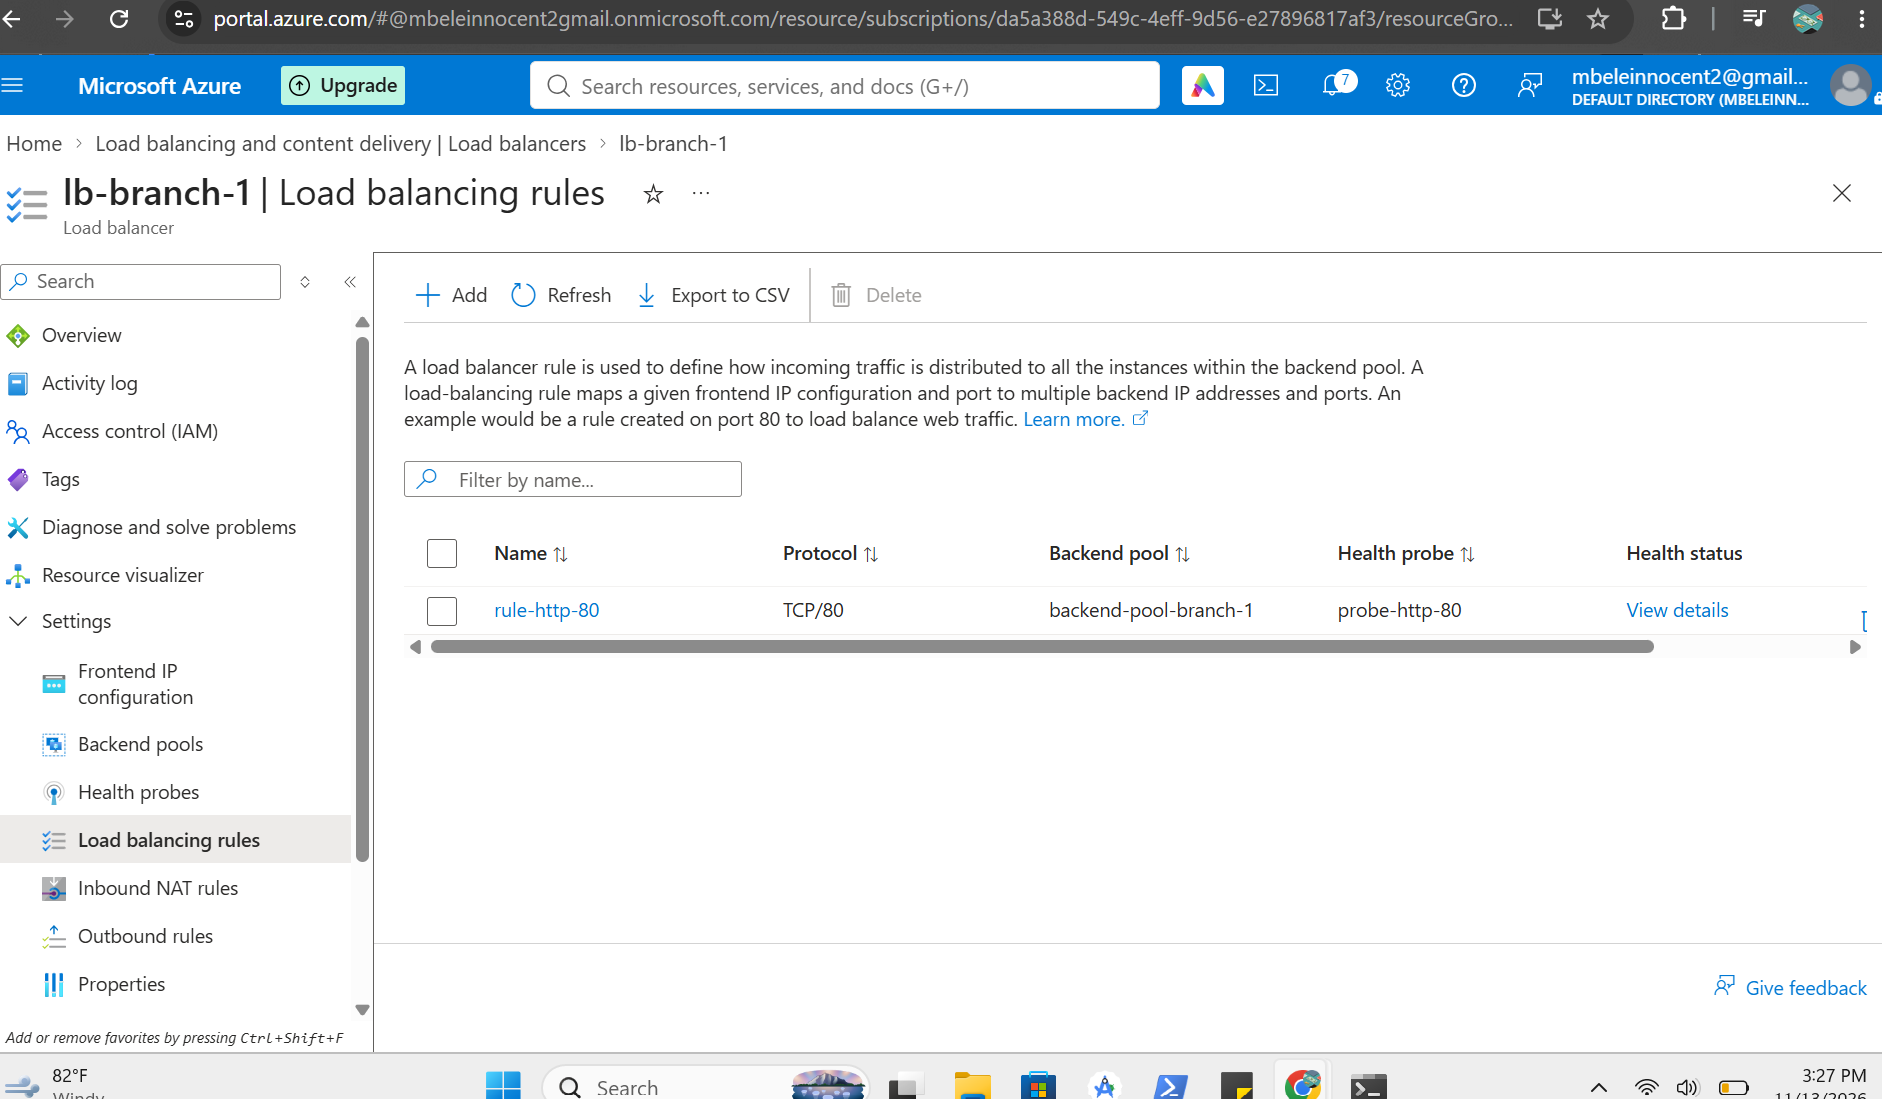 portal.azure.com/#@mbeleinnocent2gmail.onmicrosoft.com/resource/subscriptions/da5a388d-549c-4eff-9d56-e27896817af3/resourceGro...
Microsoft Azure
Upgrade
Search resources, services, and docs (G+/)
7
mbeleinnocent2@gmail...
DEFAULT DIRECTORY (MBELEINN...
Home > Load balancing and content delivery | Load balancers > lb-branch-1
lb-branch-1 | Load balancing rules
Load balancer
Search
Overview
Activity log
Access control (IAM)
Tags
Diagnose and solve problems
Resource visualizer
Settings
Frontend IP
configuration
Backend pools
Health probes
Load balancing rules
Inbound NAT rules
Outbound rules
Properties
Add or remove favorites by pressing Ctrl+Shift+F
Add Refresh Export to CSV Delete
A load balancer rule is used to define how incoming traffic is distributed to all the instances within the backend pool. A
load-balancing rule maps a given frontend IP configuration and port to multiple backend IP addresses and ports. An
example would be a rule created on port 80 to load balance web traffic. Learn more.
Filter by name...
Name Protocol Backend pool Health probe Health status
rule-http-80 TCP/80 backend-pool-branch-1 probe-http-80 View details
Give feedback
82°F
Windy
Search
3:27 PM
11/13/2026